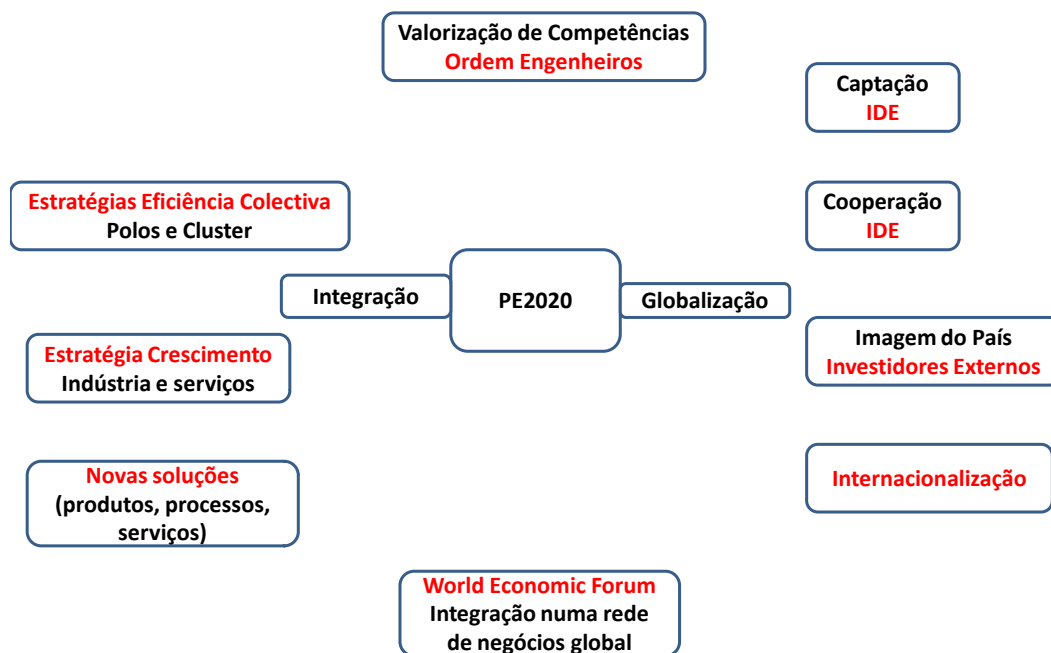 Valorização de Competências
Ordem Engenheiros
Captação
IDE
Estratégias Eficiência Colectiva
Polos e Cluster
Cooperação
IDE
Integração
PE2020
Globalização
Estratégia Crescimento
Indústria e serviços
Imagem do País
Investidores Externos
Novas soluções
(produtos, processos,
serviços)
Internacionalização
World Economic Forum
Integração numa rede
de negócios global